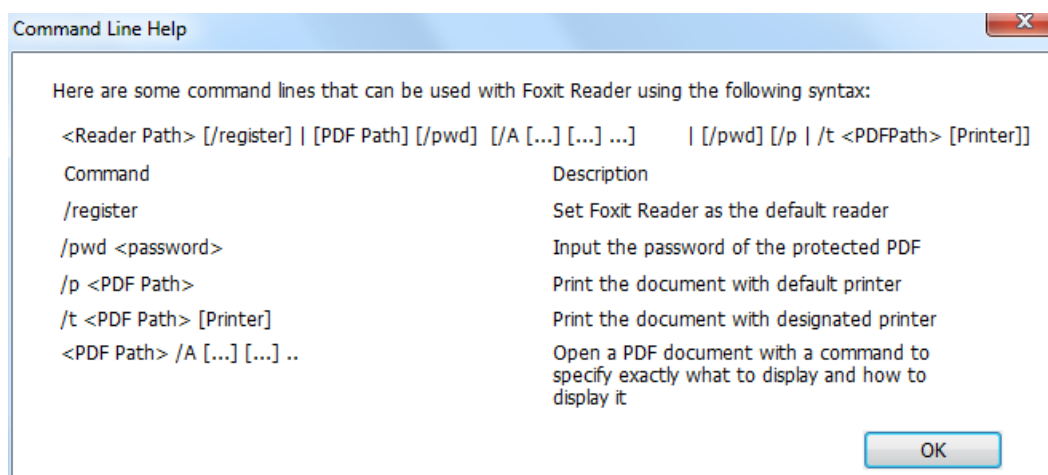 Command Line Help
Here are some command lines that can be used with Foxit Reader using the following syntax:
<Reader Path> [/register] | [PDF Path] [/pwd]  [/A [...] [...] ...]  | [/pwd] [/p | /t <PDFPath> [Printer]]
Command Description
/register Set Foxit Reader as the default reader
/pwd <password> Input the password of the protected PDF
/p <PDF Path> Print the document with default printer
/t <PDF Path> [Printer] Print the document with designated printer
<PDF Path> /A [...] [...] .. Open a PDF document with a command to
specify exactly what to display and how to
display it
OK